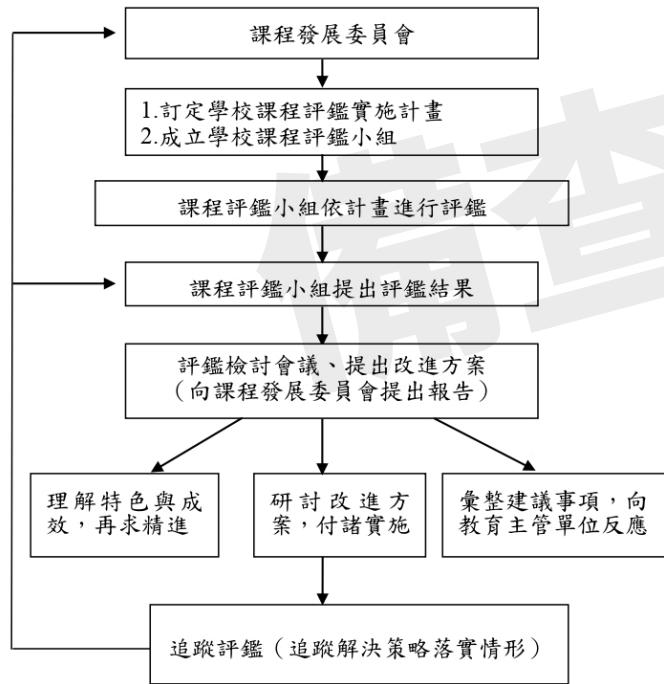 課程發展委員會
1.訂定學校課程評鑑實施計畫
2.成立學校課程評鑑小組
課程評鑑小組依計畫進行評鑑
課程評鑑小組提出評鑑結果
評鑑檢討會議、提出改進方案
（向課程發展委員會提出報告）
理解特色與成
效，再求精進
研討改進方
案，付諸實施
彙整建議事項，向
教育主管單位反應
追蹤評鑑（追蹤解決策略落實情形）
備查